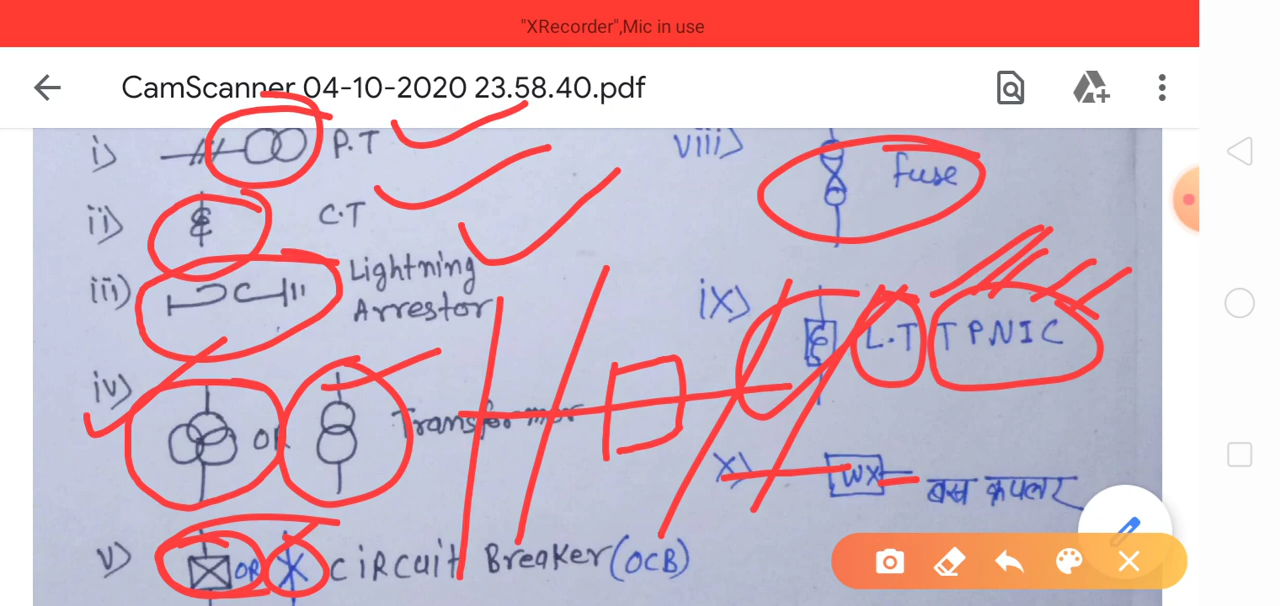 "XRecorder",Mic in use
CamScanner 04-10-2020 23.58.40.pdf
i) P.T
ii) C.T
iii) Lightning
Arrestor
iv) OR Transformer
v) OR CiRcuit Breaker (OCB)
viii) fuse
ix) L.T TPNIC
x) WX बस कपलर